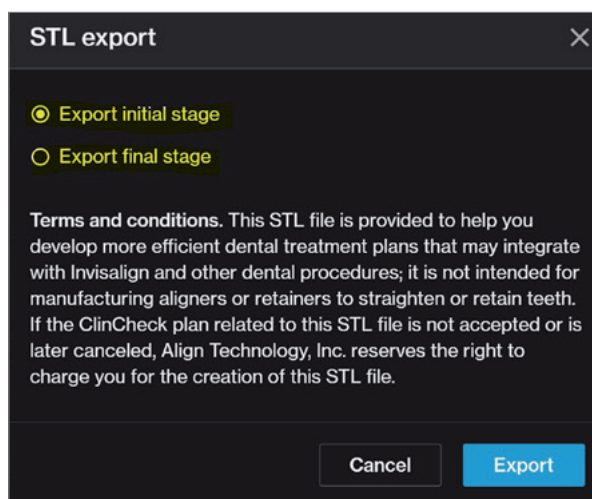 STL export
Export initial stage
Export final stage
Terms and conditions. This STL file is provided to help you
develop more efficient dental treatment plans that may integrate
with Invisalign and other dental procedures; it is not intended for
manufacturing aligners or retainers to straighten or retain teeth.
If the ClinCheck plan related to this STL file is not accepted or is
later canceled, Align Technology, Inc. reserves the right to
charge you for the creation of this STL file.
Cancel
Export